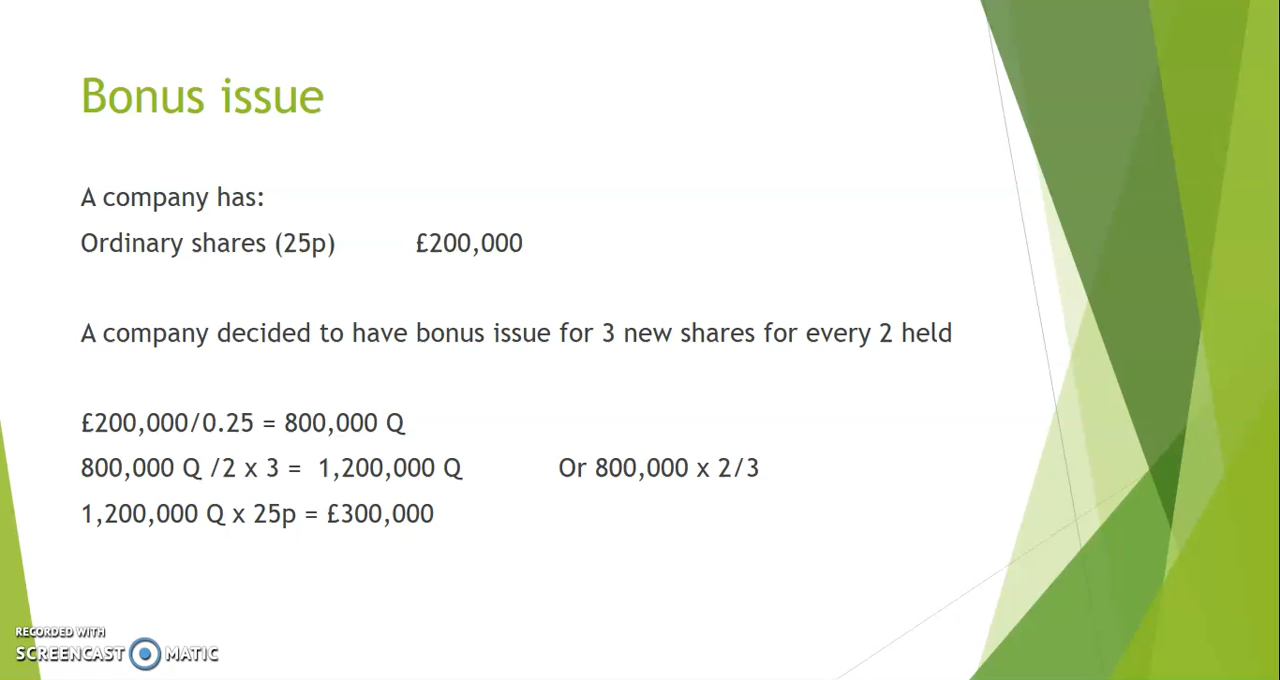 Bonus issue
A company has:
Ordinary shares (25p) £200,000
A company decided to have bonus issue for 3 new shares for every 2 held
£200,000/0.25 = 800,000 Q
800,000 Q /2 x 3 = 1,200,000 Q Or 800,000 x 2/3
1,200,000 Q x 25p = £300,000
RECORDED WITH
SCREENCAST MATIC